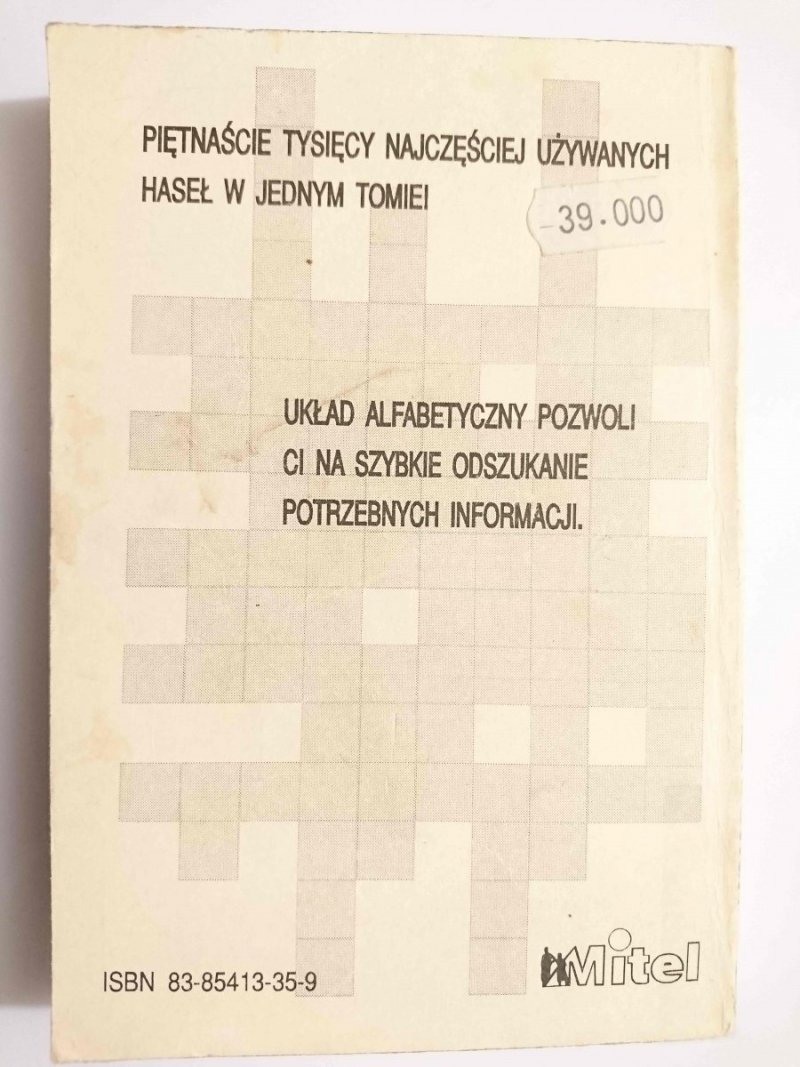 PIĘTNAŚCIE TYSIĘCY NAJCZĘŚCIEJ UŻYWANYCH
HASEŁ W JEDNYM TOMIE!
39.000
UKŁAD ALFABETYCZNY POZWOLI
CI NA SZYBKIE ODSZUKANIE
POTRZEBNYCH INFORMACJI.
ISBN 83-85413-35-9
Mitel